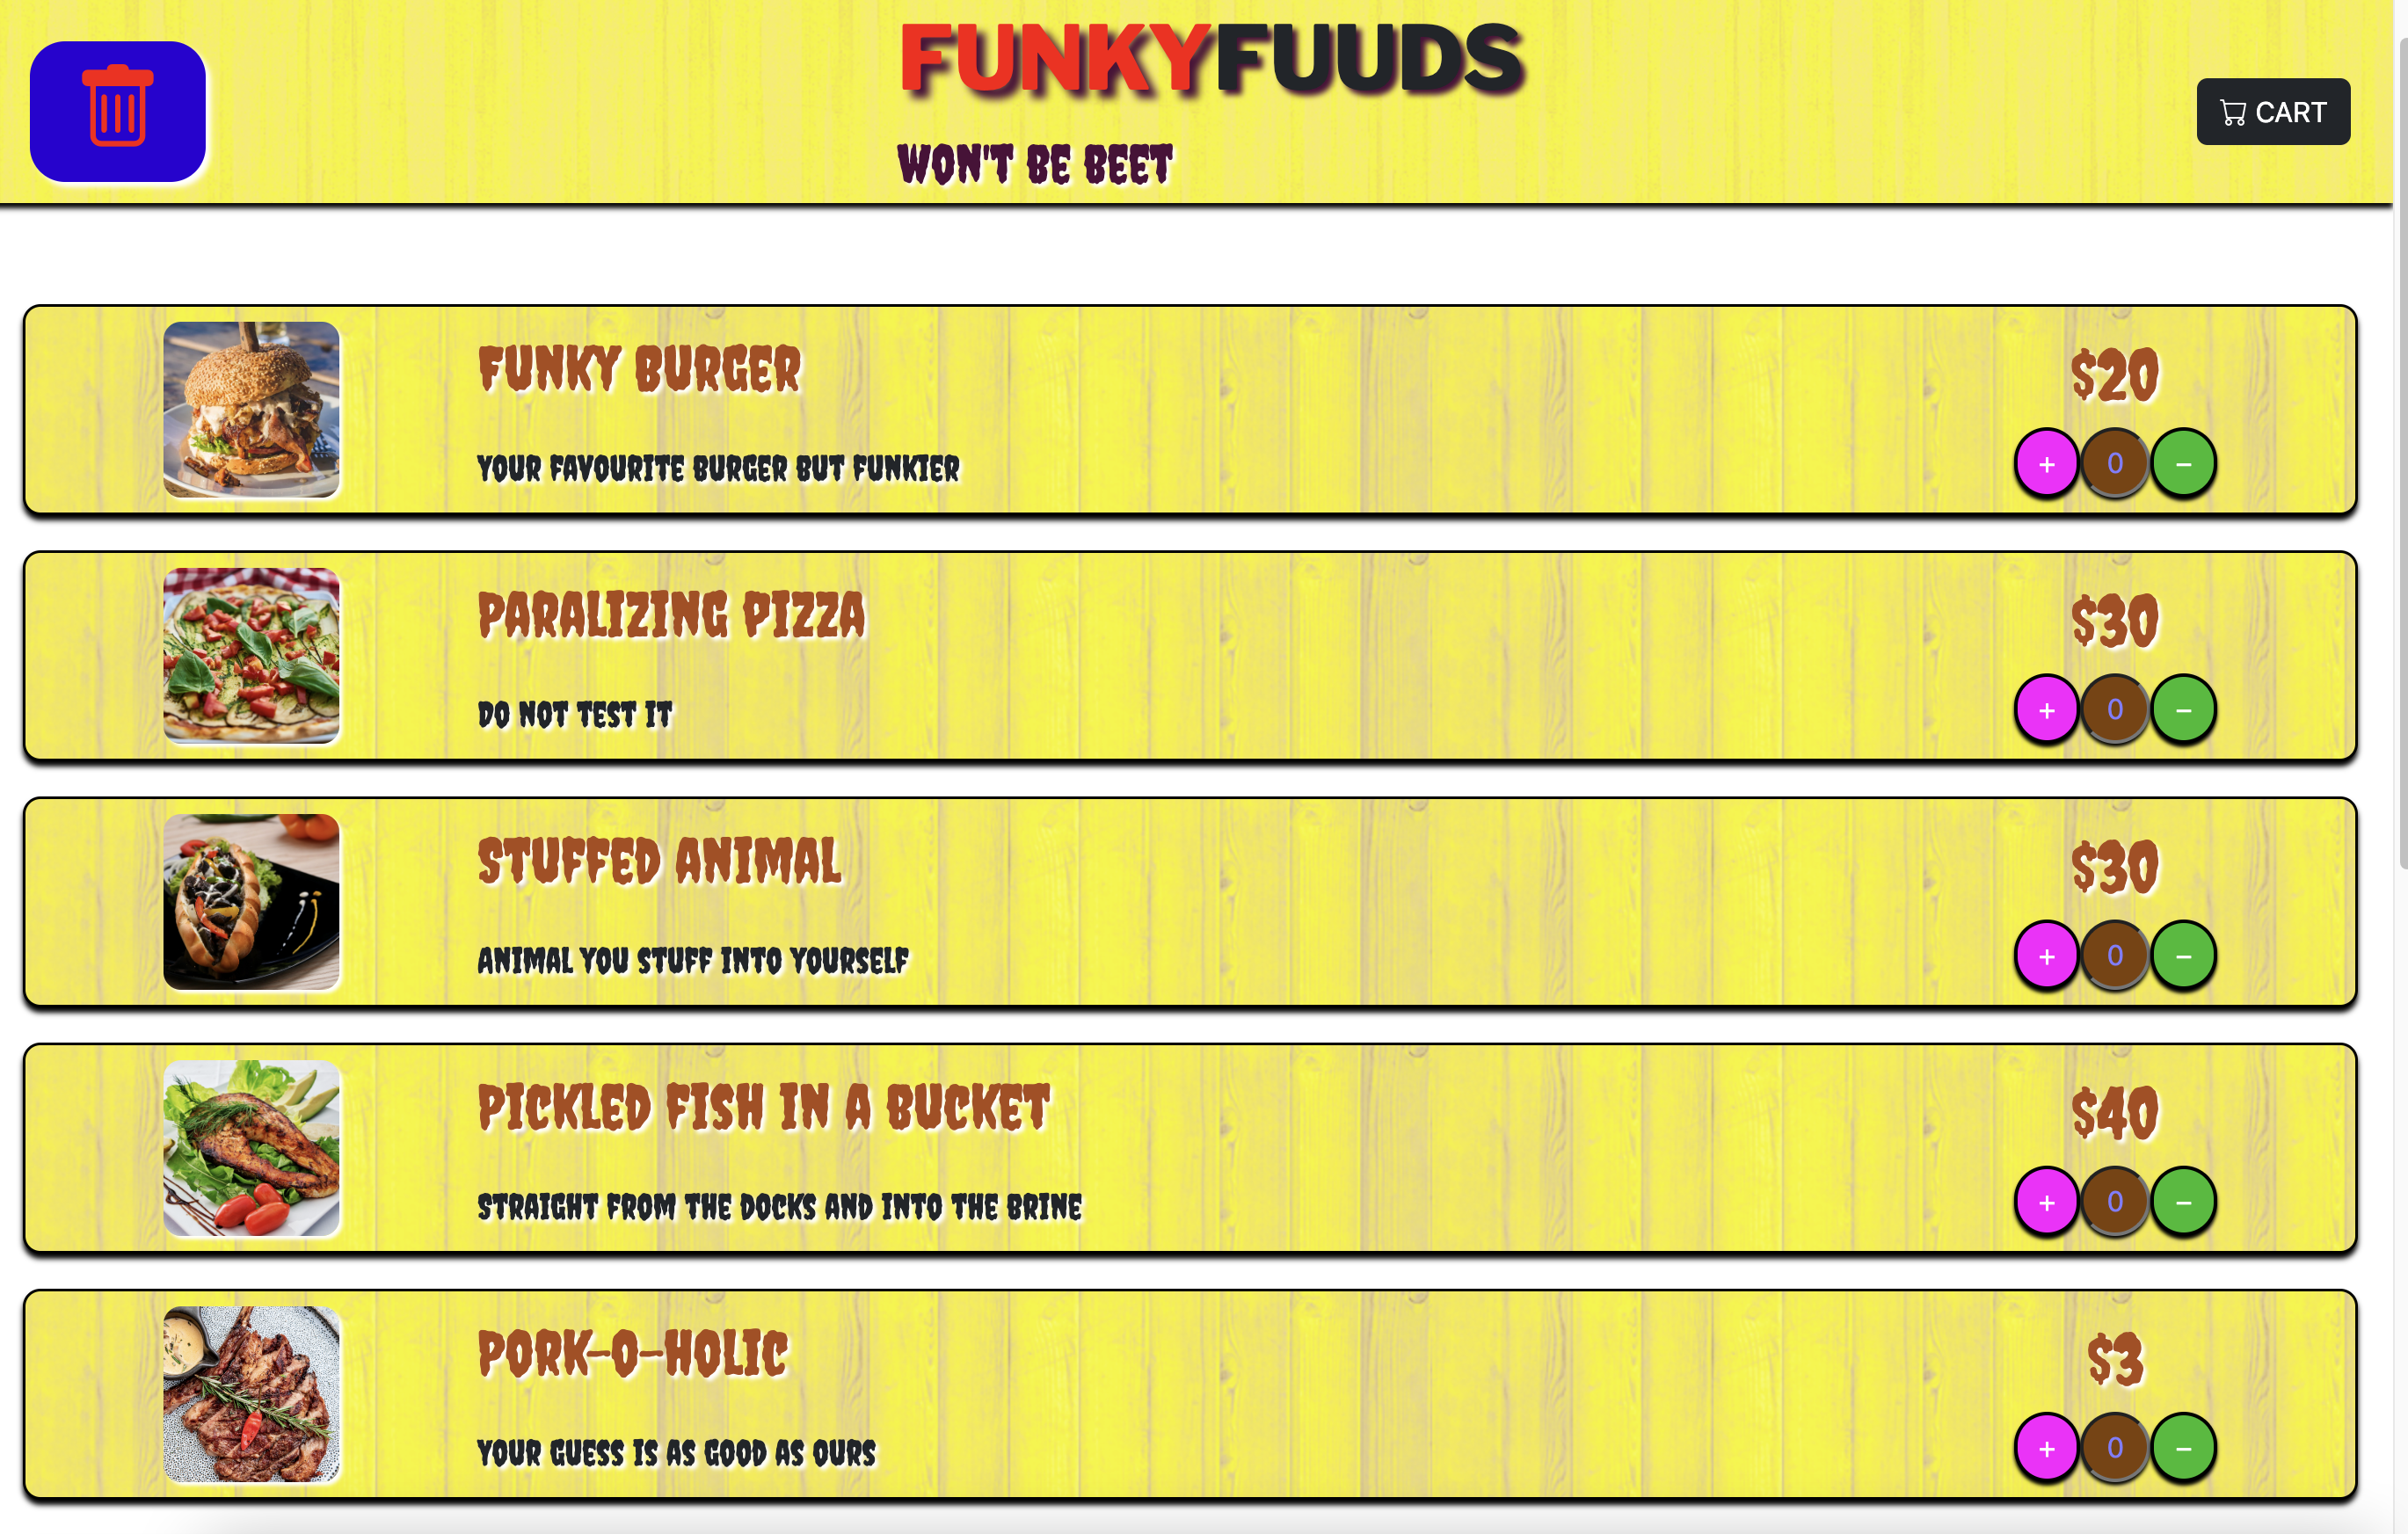 FUNKYFUUDS
WON'T BE BEET
CART
FUNKY BURGER
$20
YOUR FAVOURITE BURGER BUT FUNKIER
+ 0 −
PARALIZING PIZZA
$30
DO NOT TEST IT
+ 0 −
STUFFED ANIMAL
$30
ANIMAL YOU STUFF INTO YOURSELF
+ 0 −
PICKLED FISH IN A BUCKET
$40
STRAIGHT FROM THE DOCKS AND INTO THE BRINE
+ 0 −
PORK-O-HOLIC
$3
YOUR GUESS IS AS GOOD AS OURS
+ 0 −